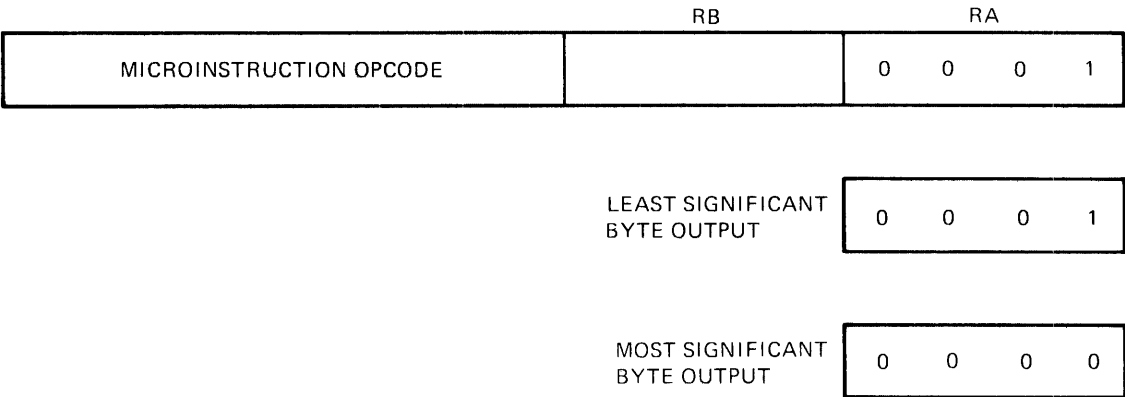 RB RA
MICROINSTRUCTION OPCODE 0 0 0 1
LEAST SIGNIFICANT
BYTE OUTPUT 0 0 0 1
MOST SIGNIFICANT
BYTE OUTPUT 0 0 0 0